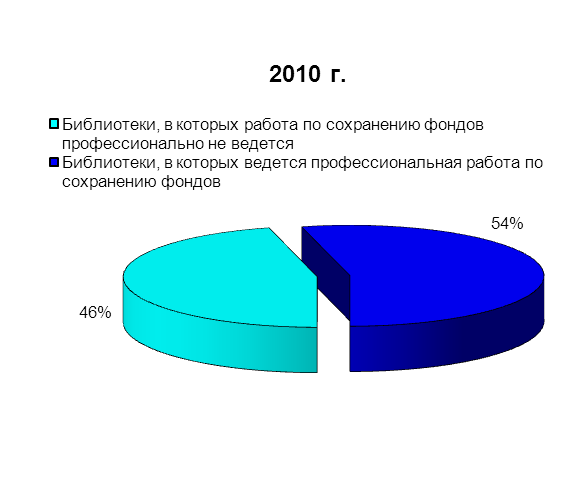 2010 г.
Библиотеки, в которых работа по сохранению фондов
профессионально не ведется
Библиотеки, в которых ведется профессиональная работа по
сохранению фондов
54%
46%